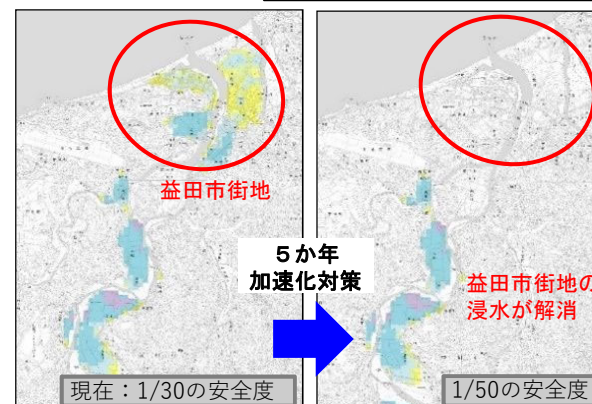 益田市街地
5か年
加速化対策
益田市街地の
浸水が解消
現在：1/30の安全度
1/50の安全度